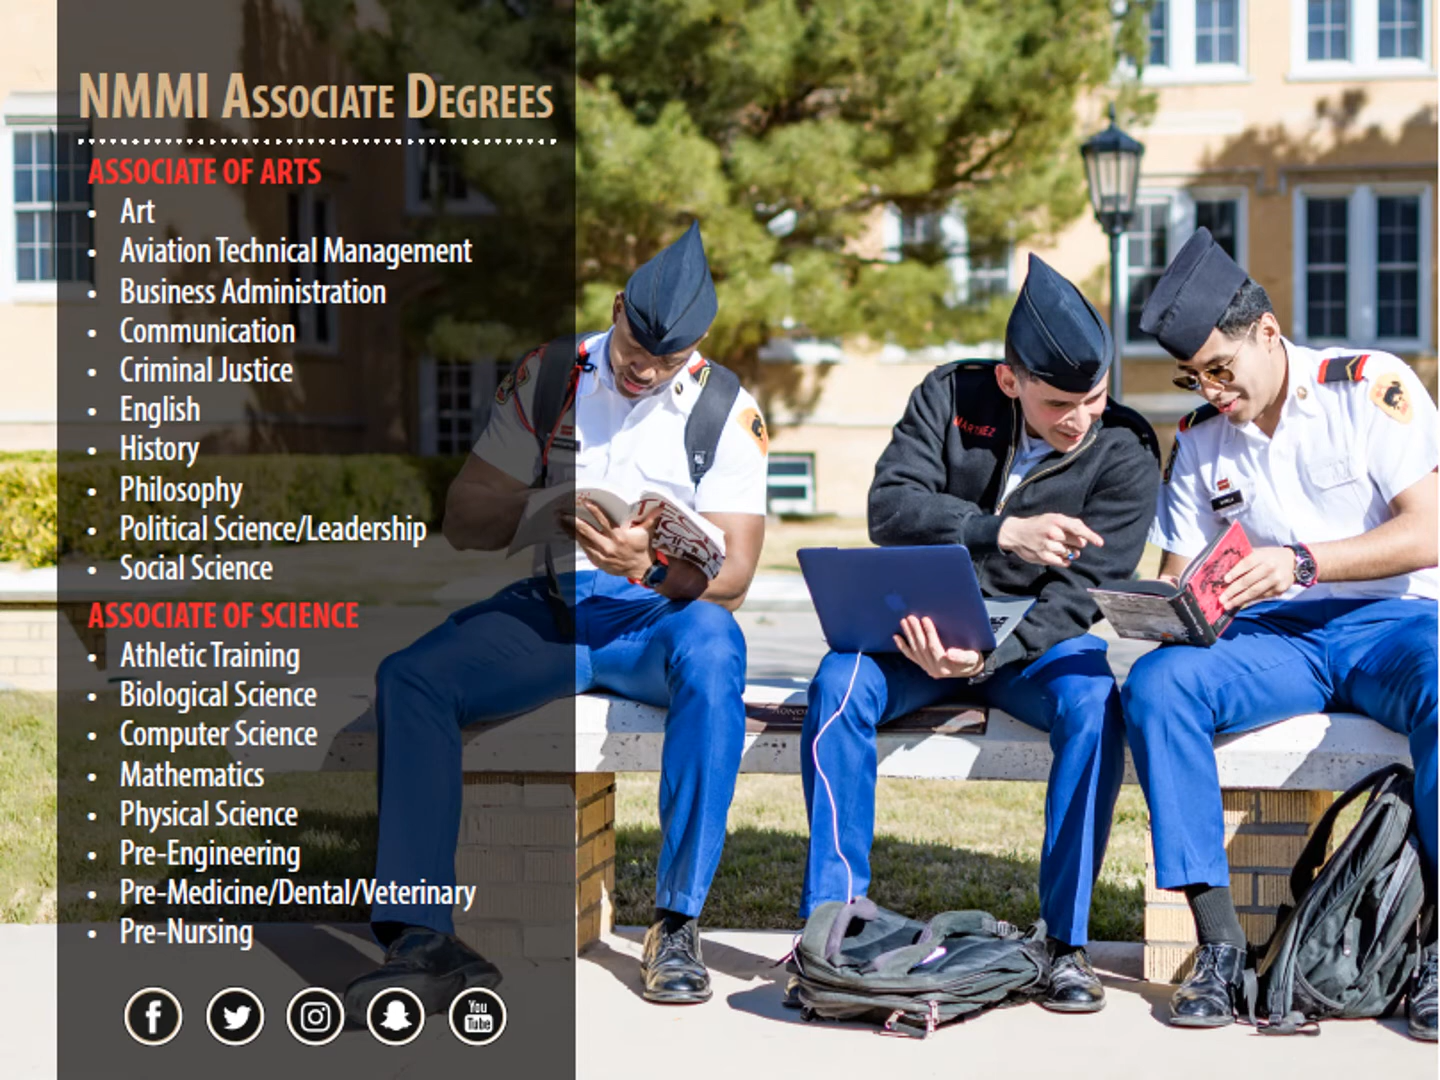 NMMI ASSOCIATE DEGREES
ASSOCIATE OF ARTS
• Art
• Aviation Technical Management
• Business Administration
• Communication
• Criminal Justice
• English
• History
• Philosophy
• Political Science/Leadership
• Social Science
ASSOCIATE OF SCIENCE
• Athletic Training
• Biological Science
• Computer Science
• Mathematics
• Physical Science
• Pre-Engineering
• Pre-Medicine/Dental/Veterinary
• Pre-Nursing
You
Tube